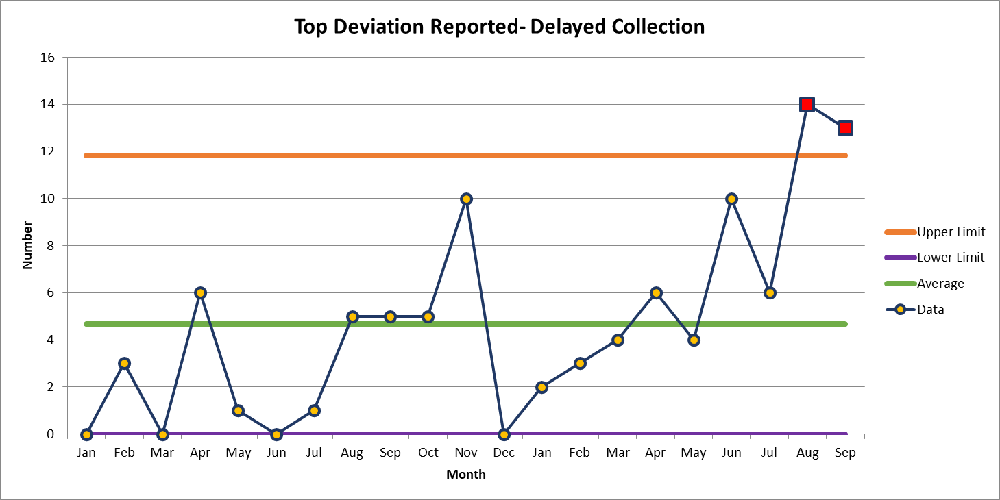 Top Deviation Reported- Delayed Collection
16
14
12
10
8
6
4
2
0
Number
Jan Feb Mar Apr May Jun Jul Aug Sep Oct Nov Dec Jan Feb Mar Apr May Jun Jul Aug Sep
Month
Upper Limit
Lower Limit
Average
Data